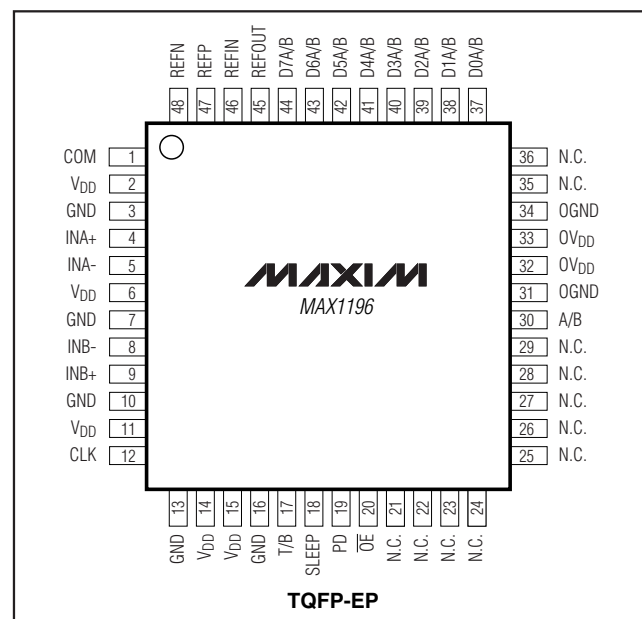 REFN
REFP
REFIN
REFOUT
D7A/B
D6A/B
D5A/B
D4A/B
D3A/B
D2A/B
D1A/B
D0A/B
48
47
46
45
44
43
42
41
40
39
38
37
COM 1
VDD 2
GND 3
INA+ 4
INA- 5
VDD 6
GND 7
INB- 8
INB+ 9
GND 10
VDD 11
CLK 12
MAXIM
MAX1196
36 N.C.
35 N.C.
34 OGND
33 OVDD
32 OVDD
31 OGND
30 A/B
29 N.C.
28 N.C.
27 N.C.
26 N.C.
25 N.C.
13
14
15
16
17
18
19
20
21
22
23
24
GND
VDD
VDD
GND
T/B
SLEEP
PD
O̅E̅
N.C.
N.C.
N.C.
N.C.
TQFP-EP